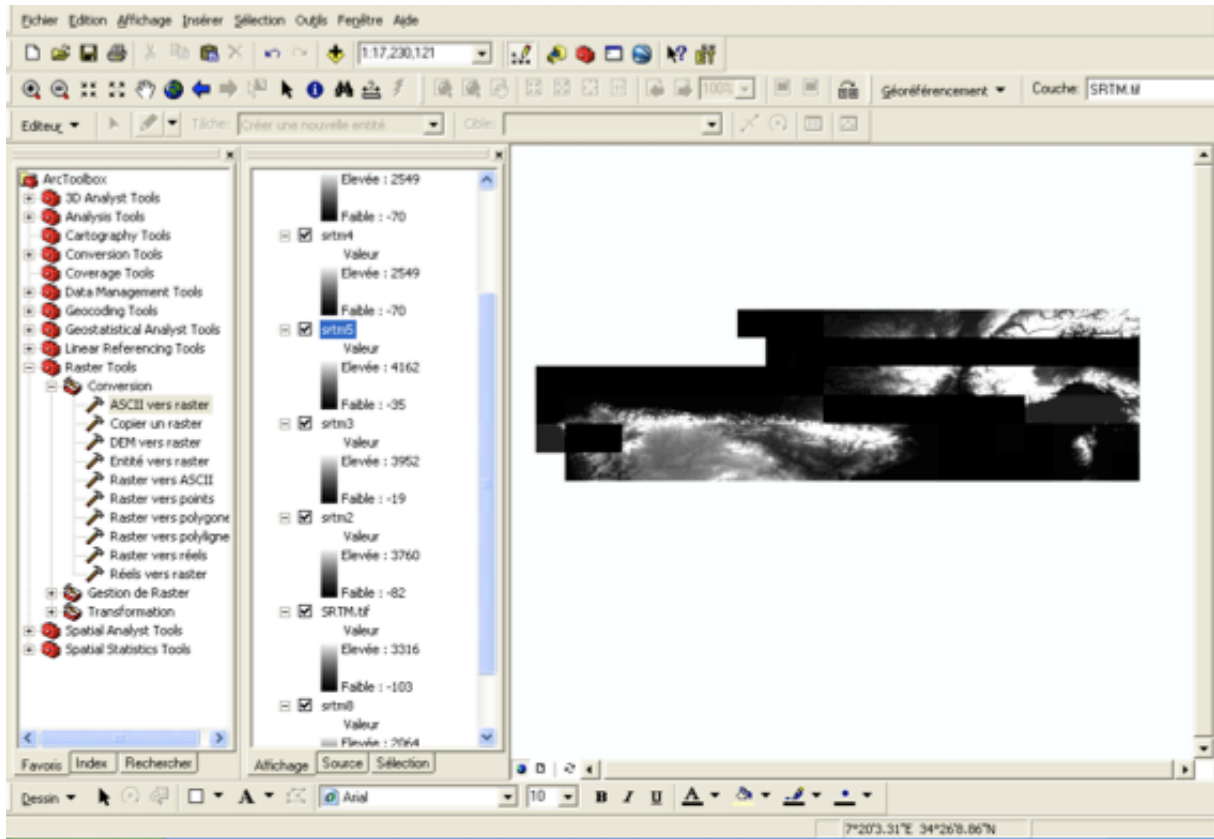 Fichier Edition Affichage Insérer Sélection Outils Fenêtre Aide
1:17,230,121
100% Géoréférencement Couche: SRTM.tif
Editeur Tâche: Créer une nouvelle entité Cible:
ArcToolbox
3D Analyst Tools
Analysis Tools
Cartography Tools
Conversion Tools
Coverage Tools
Data Management Tools
Geocoding Tools
Geostatistical Analyst Tools
Linear Referencing Tools
Raster Tools
Conversion
ASCII vers raster
Copier un raster
DEM vers raster
Entité vers raster
Raster vers ASCII
Raster vers points
Raster vers polygone
Raster vers polyligne
Raster vers réels
Réels vers raster
Gestion de Raster
Transformation
Spatial Analyst Tools
Spatial Statistics Tools
Favoris Index Rechercher
Elevée : 2549
Faible : -70
srtm4
Valeur
Elevée : 2549
Faible : -70
srtm5
Valeur
Elevée : 4162
Faible : -35
srtm3
Valeur
Elevée : 3952
Faible : -19
srtm2
Valeur
Elevée : 3760
Faible : -82
SRTM.tif
Valeur
Elevée : 3316
Faible : -103
srtm8
Valeur
Elevée : 2064
Affichage Source Sélection
Dessin A Arial 10 B I U A
7°20'3.31"E 34°26'8.86"N